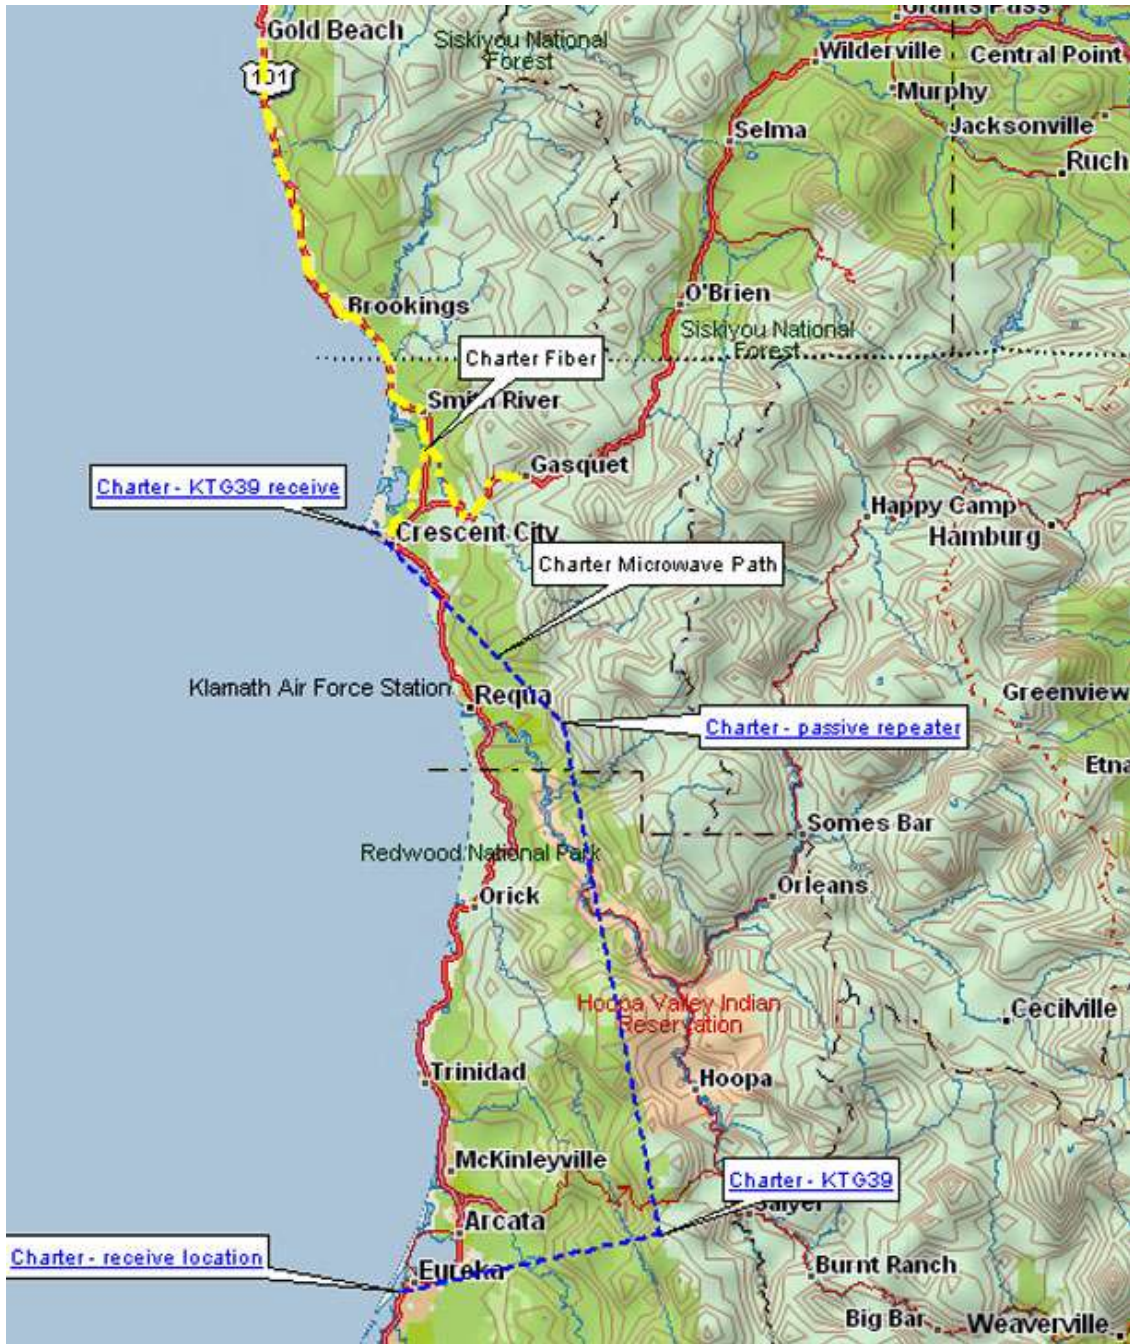 Grants Pass
Gold Beach
Siskiyou National
Forest
Wilderville
Central Point
101
Murphy
Jacksonville
Selma
Ruch
O'Brien
Brookings
Siskiyou National
Forest
Charter Fiber
Smith River
Gasquet
Charter - KTG39 receive
Happy Camp
Crescent City
Hamburg
Charter Microwave Path
Klamath Air Force Station
Requa
Greenview
Charter - passive repeater
Etna
Somes Bar
Redwood National Park
Orleans
Orick
Hoopa Valley Indian
Reservation
Cecilville
Trinidad
Hoopa
McKinleyville
Charter - KTG39
Salyer
Arcata
Charter - receive location
Eureka
Burnt Ranch
Big Bar
Weaverville